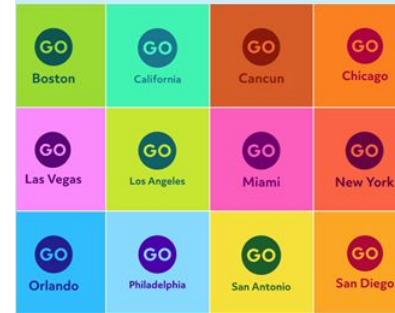 GO GO GO GO
Boston California Cancun Chicago
GO GO GO GO
Las Vegas Los Angeles Miami New York
GO GO GO GO
Orlando Philadelphia San Antonio San Diego